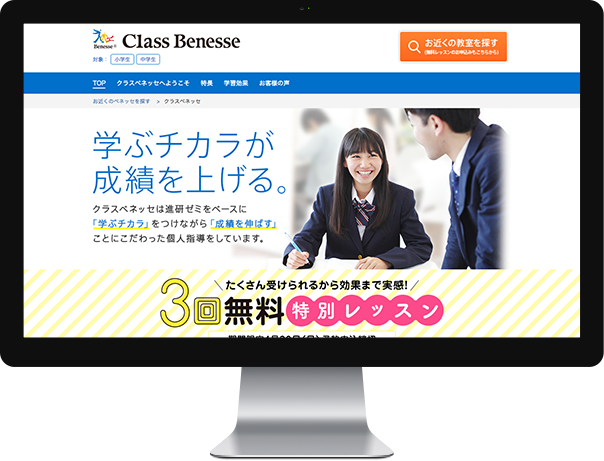 Benesse®
Class Benesse
対象： 小学生 中学生
お近くの教室を探す
(無料レッスンのお申込みもこちらから)
TOP クラスベネッセへようこそ 特長 学習効果 お客様の声
お近くのベネッセを探す > クラスベネッセ
学ぶチカラが
成績を上げる。
クラスベネッセは進研ゼミをベースに
「学ぶチカラ」をつけながら「成績を伸ばす」
ことにこだわった個人指導をしています。
たくさん受けられるから効果まで実感!
3回無料特別レッスン